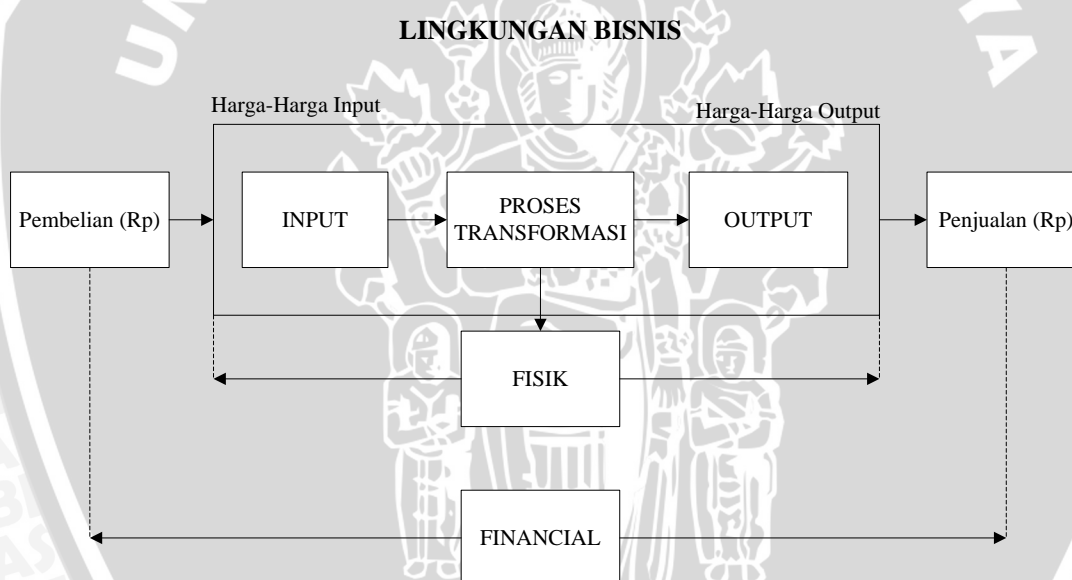 LINGKUNGAN BISNIS
Harga-Harga Input
Harga-Harga Output
Pembelian (Rp)
INPUT
PROSES
TRANSFORMASI
OUTPUT
Penjualan (Rp)
FISIK
FINANCIAL